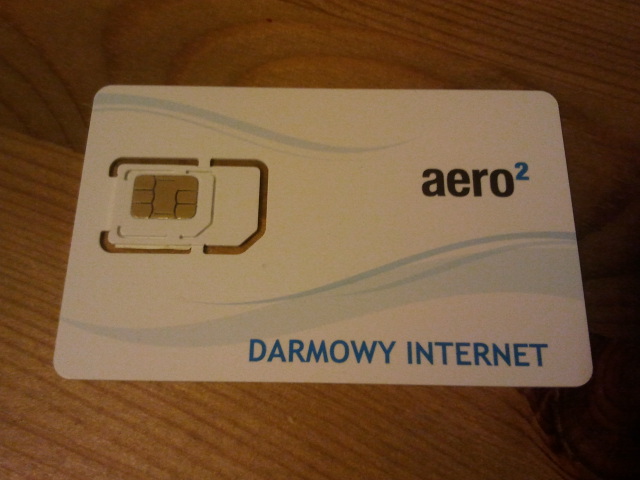 aero²
DARMOWY INTERNET